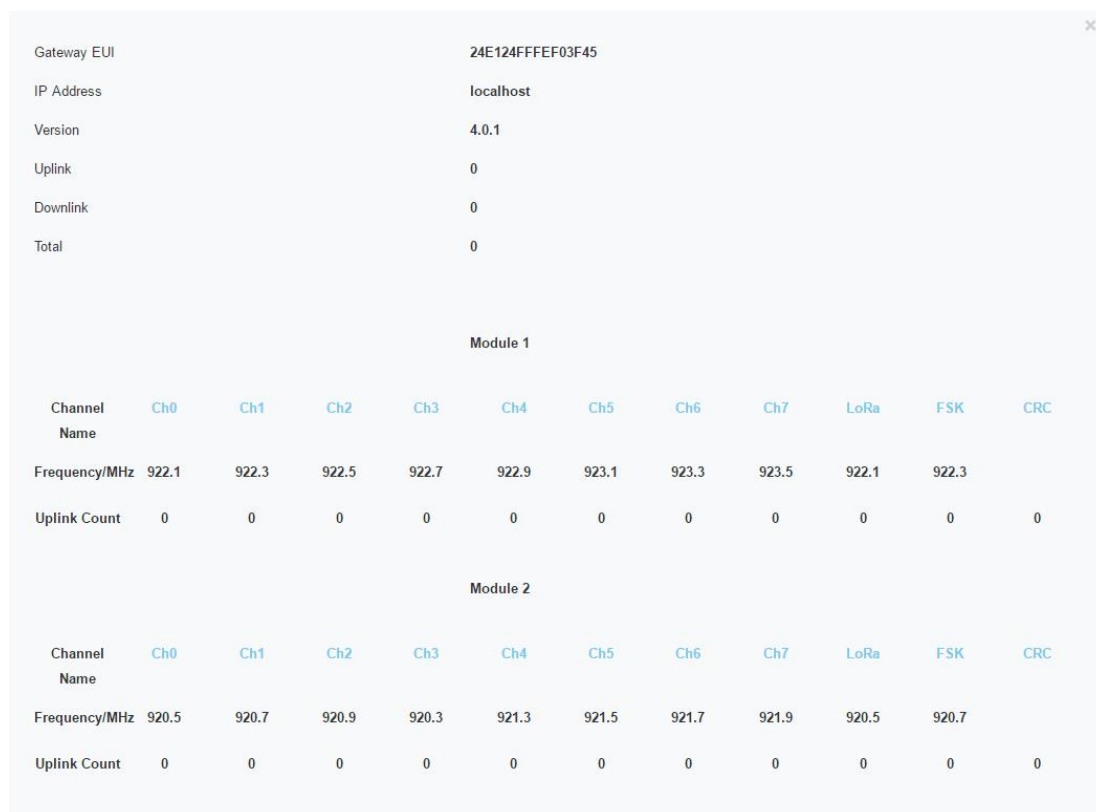 ×
Gateway EUI 24E124FFFEF03F45
IP Address localhost
Version 4.0.1
Uplink 0
Downlink 0
Total 0
Module 1
Channel Name Ch0 Ch1 Ch2 Ch3 Ch4 Ch5 Ch6 Ch7 LoRa FSK CRC
Frequency/MHz 922.1 922.3 922.5 922.7 922.9 923.1 923.3 923.5 922.1 922.3
Uplink Count 0 0 0 0 0 0 0 0 0 0 0
Module 2
Channel Name Ch0 Ch1 Ch2 Ch3 Ch4 Ch5 Ch6 Ch7 LoRa FSK CRC
Frequency/MHz 920.5 920.7 920.9 920.3 921.3 921.5 921.7 921.9 920.5 920.7
Uplink Count 0 0 0 0 0 0 0 0 0 0 0